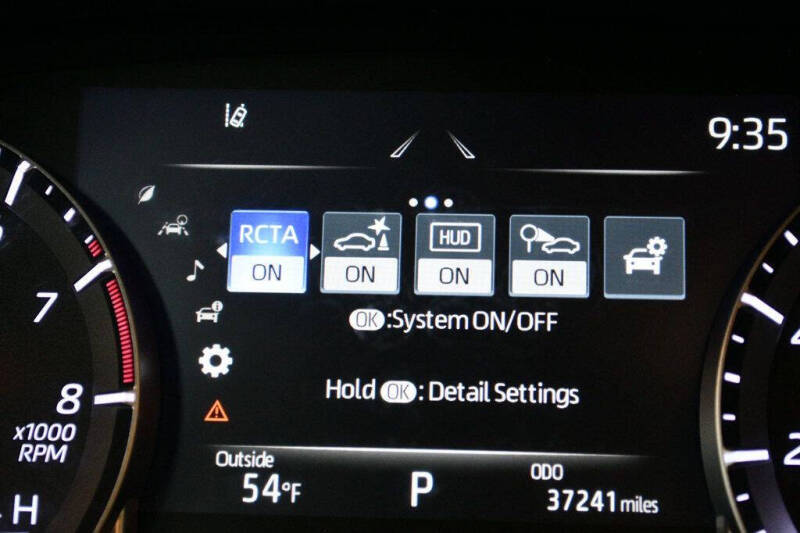 9:35
RCTA
ON
ON
HUD
ON
ON
OK:System ON/OFF
Hold OK: Detail Settings
7
8
x1000
RPM
H
2
Outside
54°F
P
ODO
37241 miles